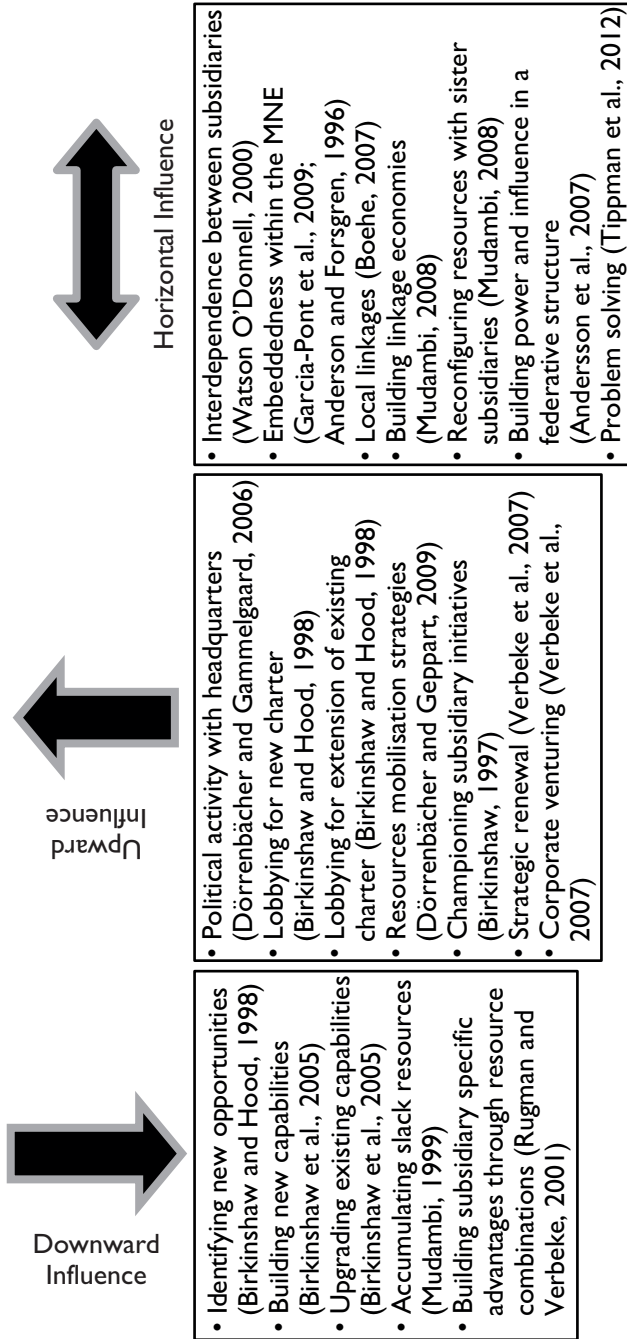 Downward
Influence
• Identifying new opportunities
(Birkinshaw and Hood, 1998)
• Building new capabilities
(Birkinshaw et al., 2005)
• Upgrading existing capabilities
(Birkinshaw et al., 2005)
• Accumulating slack resources
(Mudambi, 1999)
• Building subsidiary specific
advantages through resource
combinations (Rugman and
Verbeke, 2001)
Upward
Influence
• Political activity with headquarters
(Dörrenbächer and Gammelgaard, 2006)
• Lobbying for new charter
(Birkinshaw and Hood, 1998)
• Lobbying for extension of existing
charter (Birkinshaw and Hood, 1998)
• Resources mobilisation strategies
(Dörrenbächer and Geppart, 2009)
• Championing subsidiary initiatives
(Birkinshaw, 1997)
• Strategic renewal (Verbeke et al., 2007)
• Corporate venturing (Verbeke et al.,
2007)
Horizontal Influence
• Interdependence between subsidiaries
(Watson O'Donnell, 2000)
• Embeddedness within the MNE
(Garcia-Pont et al., 2009;
Anderson and Forsgren, 1996)
• Local linkages (Boehe, 2007)
• Building linkage economies
(Mudambi, 2008)
• Reconfiguring resources with sister
subsidiaries (Mudambi, 2008)
• Building power and influence in a
federative structure
(Andersson et al., 2007)
• Problem solving (Tippman et al., 2012)